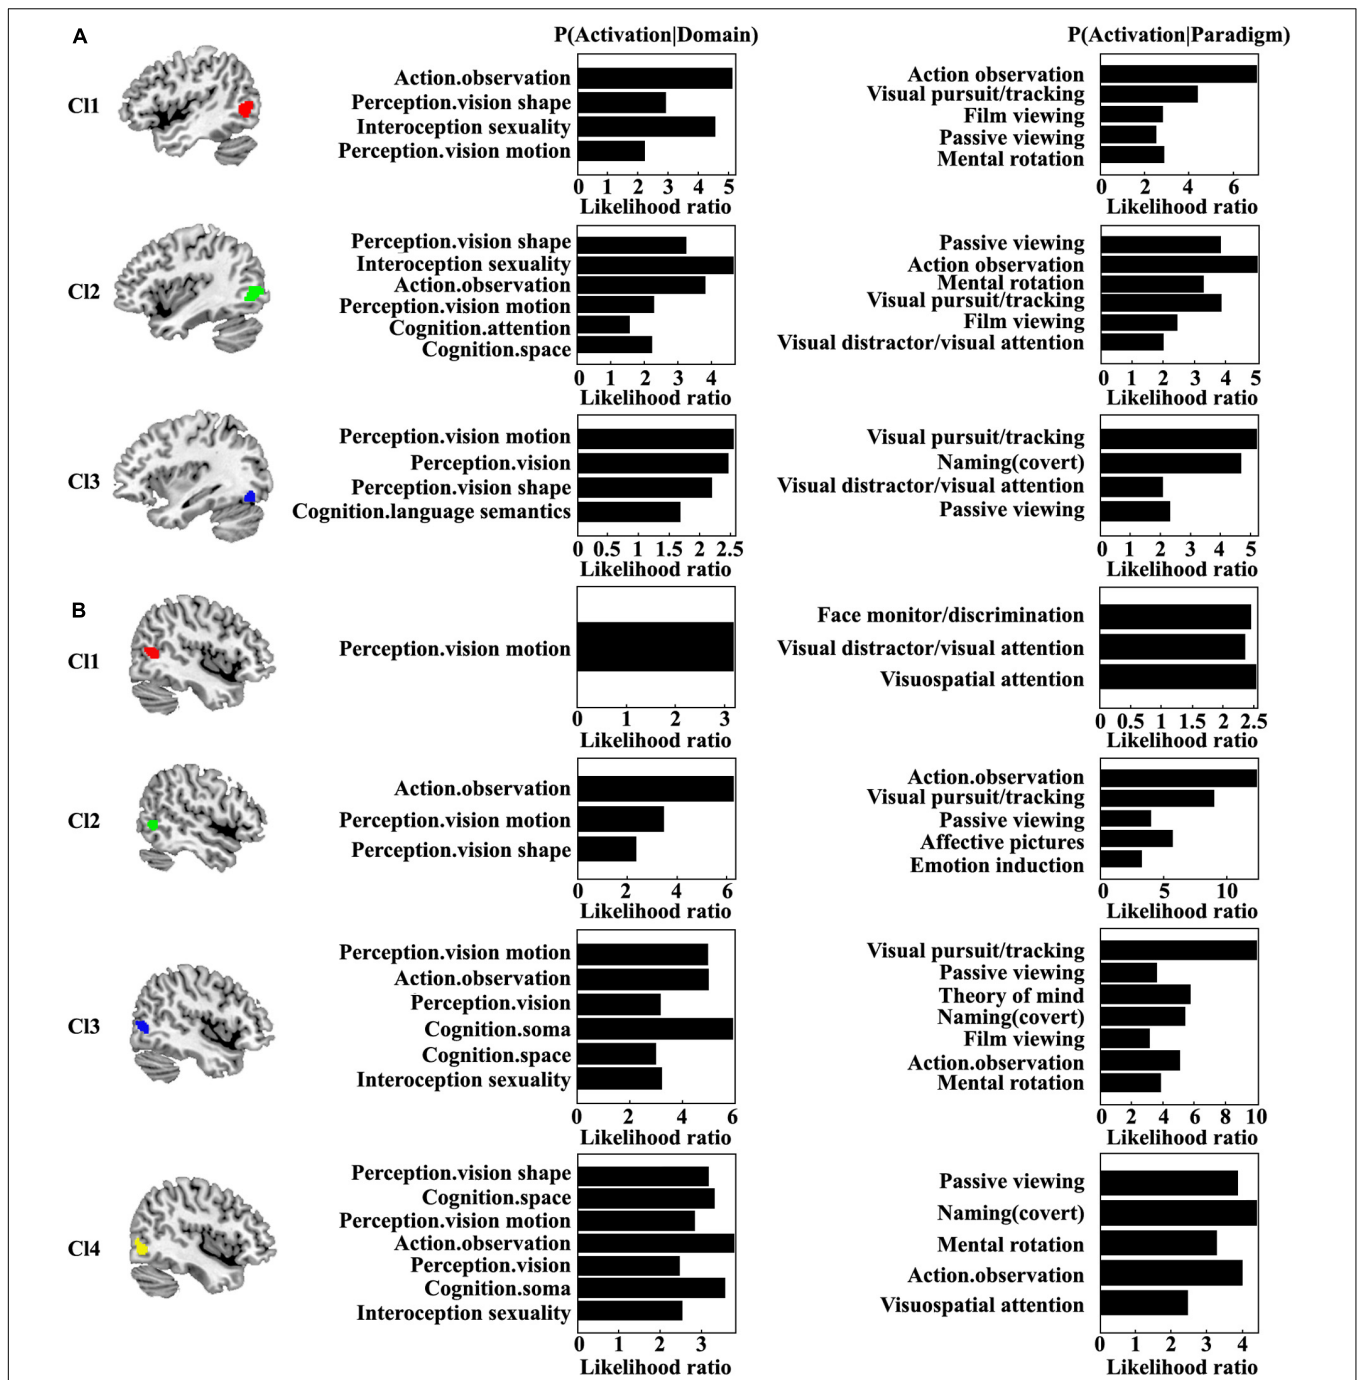 A
P(Activation|Domain)
P(Activation|Paradigm)
Cl1
Action.observation
Perception.vision shape
Interoception sexuality
Perception.vision motion
0 1 2 3 4 5
Likelihood ratio
Action observation
Visual pursuit/tracking
Film viewing
Passive viewing
Mental rotation
0 2 4 6
Likelihood ratio
Cl2
Perception.vision shape
Interoception sexuality
Action.observation
Perception.vision motion
Cognition.attention
Cognition.space
0 1 2 3 4
Likelihood ratio
Passive viewing
Action observation
Mental rotation
Visual pursuit/tracking
Film viewing
Visual distractor/visual attention
0 1 2 3 4 5
Likelihood ratio
Cl3
Perception.vision motion
Perception.vision
Perception.vision shape
Cognition.language semantics
0 0.5 1 1.5 2 2.5
Likelihood ratio
Visual pursuit/tracking
Naming(covert)
Visual distractor/visual attention
Passive viewing
0 1 2 3 4 5
Likelihood ratio
B
Cl1
Perception.vision motion
0 1 2 3
Likelihood ratio
Face monitor/discrimination
Visual distractor/visual attention
Visuospatial attention
0 0.5 1 1.5 2 2.5
Likelihood ratio
Cl2
Action.observation
Perception.vision motion
Perception.vision shape
0 2 4 6
Likelihood ratio
Action.observation
Visual pursuit/tracking
Passive viewing
Affective pictures
Emotion induction
0 5 10
Likelihood ratio
Cl3
Perception.vision motion
Action.observation
Perception.vision
Cognition.soma
Cognition.space
Interoception sexuality
0 2 4 6
Likelihood ratio
Visual pursuit/tracking
Passive viewing
Theory of mind
Naming(covert)
Film viewing
Action.observation
Mental rotation
0 2 4 6 8 10
Likelihood ratio
Cl4
Perception.vision shape
Cognition.space
Perception.vision motion
Action.observation
Perception.vision
Cognition.soma
Interoception sexuality
0 1 2 3
Likelihood ratio
Passive viewing
Naming(covert)
Mental rotation
Action.observation
Visuospatial attention
0 1 2 3 4
Likelihood ratio